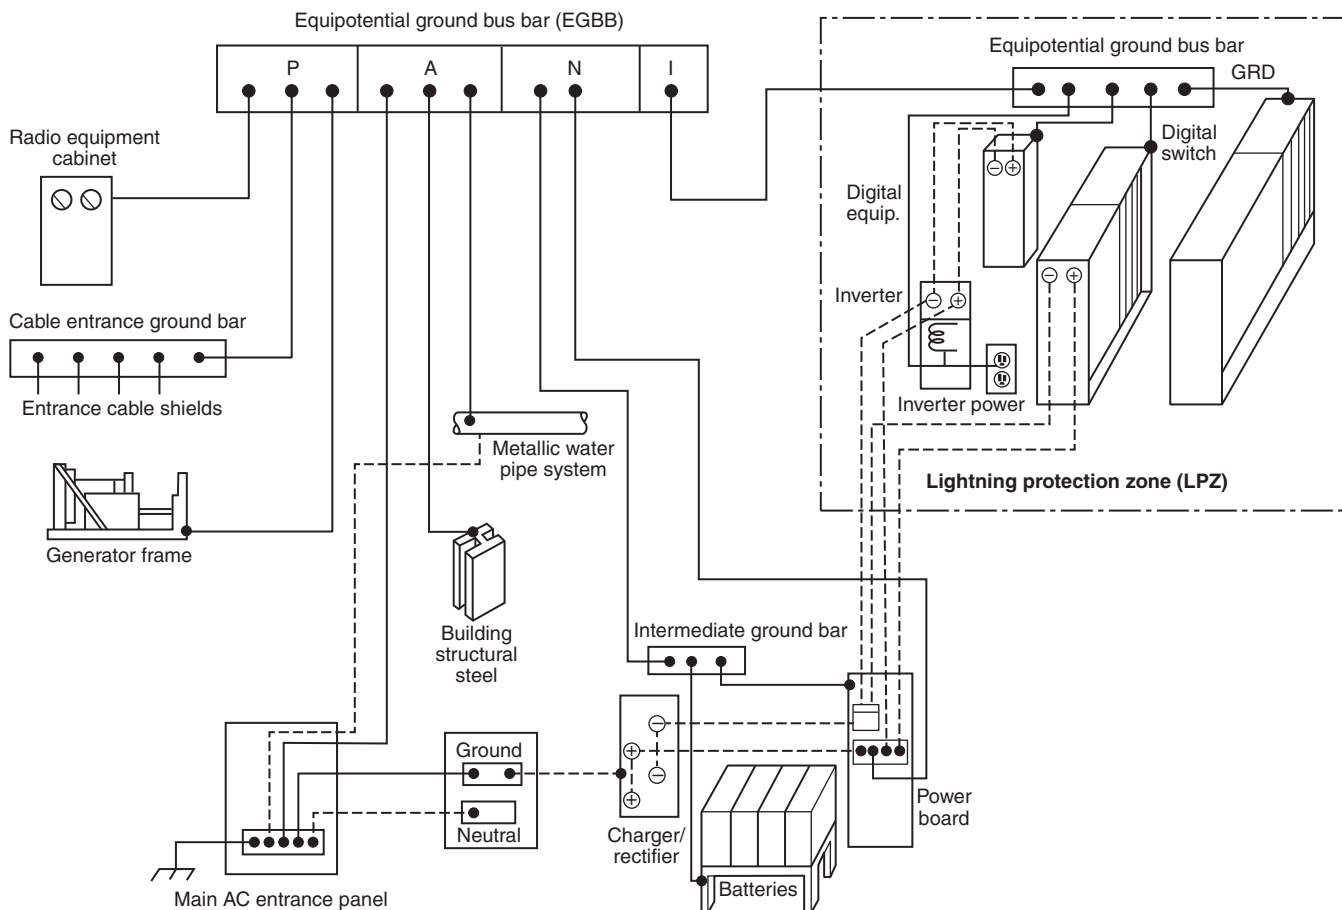 Equipotential ground bus bar (EGBB)
P
A
N
I
Equipotential ground bus bar
GRD
Radio equipment
cabinet
Digital
switch
Digital
equip.
Inverter
Cable entrance ground bar
Entrance cable shields
Inverter power
Metallic water
pipe system
Lightning protection zone (LPZ)
Generator frame
Building
structural
steel
Intermediate ground bar
Ground
Neutral
Charger/
rectifier
Power
board
Batteries
Main AC entrance panel